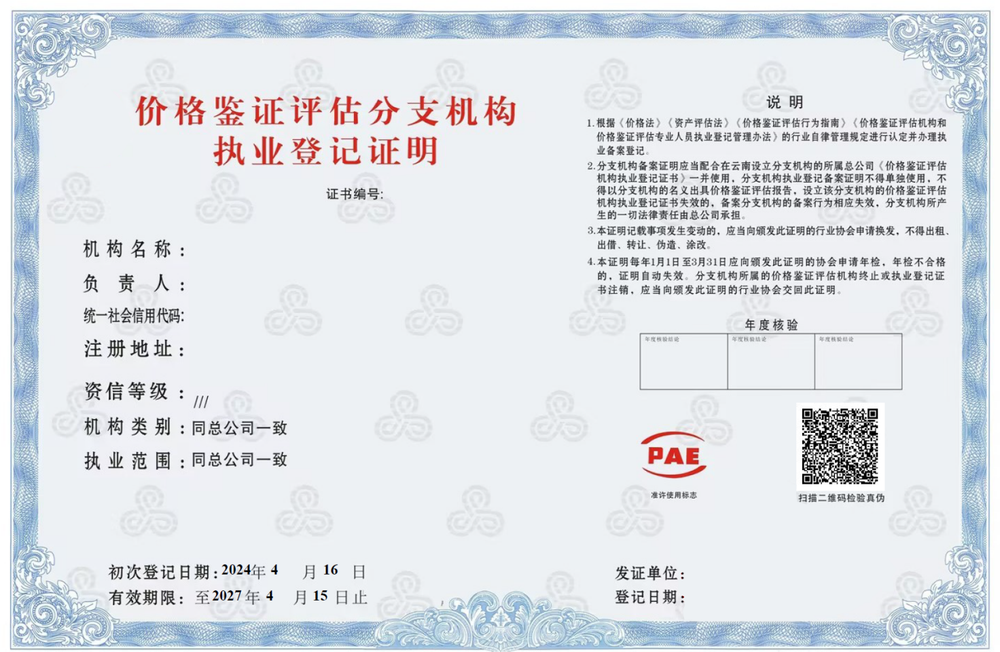 价格鉴证评估分支机构
执业登记证明
证书编号:
机构名称：
负责人：
统一社会信用代码:
注册地址：
资信等级：///
机构类别：同总公司一致
执业范围：同总公司一致
初次登记日期:2024年 4 月 16 日
有效期限：至2027年 4 月 15 日止
说明
1.根据《价格法》《资产评估法》《价格鉴证评估行为指南》《价格鉴证评估机构和
价格鉴证评估专业人员执业登记管理办法》的行业自律管理规定进行认定并办理执
业备案登记。
2.分支机构备案证明应当配合在云南设立分支机构的所属总公司《价格鉴证评估
机构执业登记证书》一并使用，分支机构执业登记备案证明不得单独使用，不
得以分支机构的名义出具价格鉴证评估报告，设立该分支机构的价格鉴证评估
机构执业登记证书失效的，备案分支机构的备案行为相应失效，分支机构所产
生的一切法律责任由总公司承担。
3.本证明记载事项发生变动的，应当向颁发此证明的行业协会申请换发，不得出租、
出借、转让、伪造、涂改。
4.本证明每年1月1日至3月31日应向颁发此证明的协会申请年检，年检不合格
的，证明自动失效。分支机构所属的价格鉴证评估机构终止或执业登记证
书注销，应当向颁发此证明的行业协会交回此证明。
年度核验
年度核验结论 年度核验结论 年度核验结论
PAE
准许使用标志
扫描二维码检验真伪
发证单位：
登记日期：